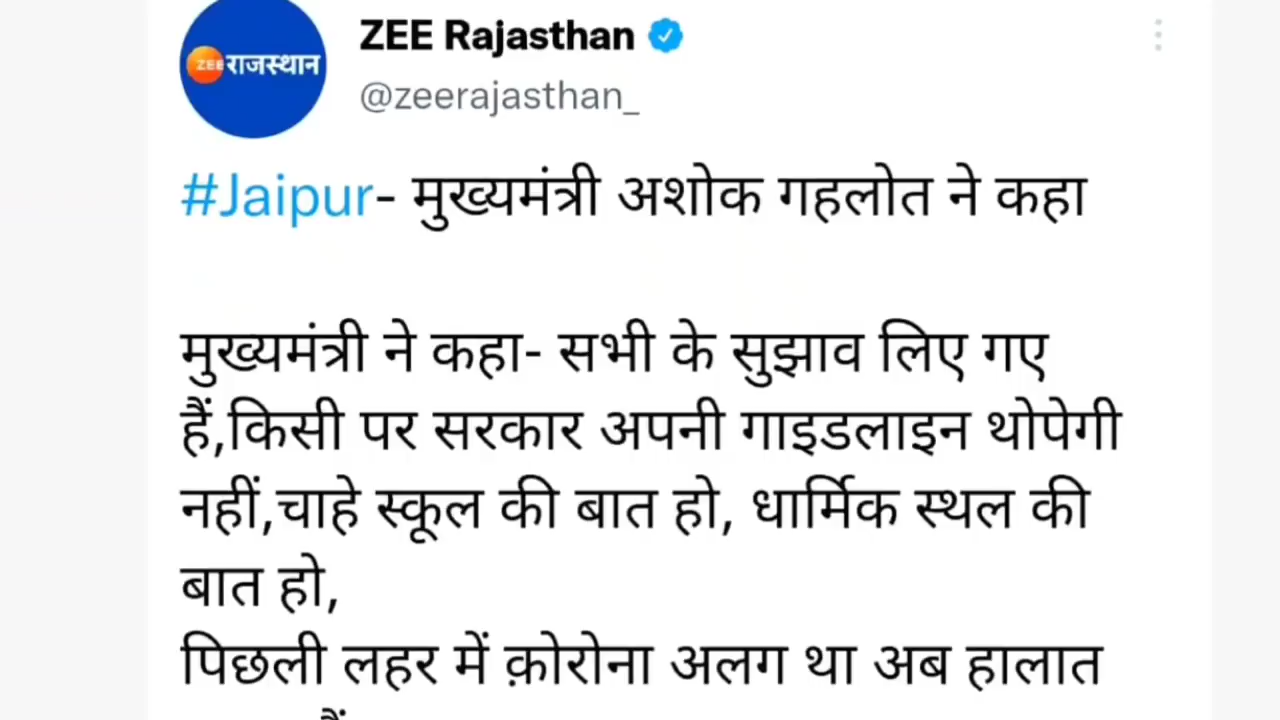 ZEE राजस्थान
ZEE Rajasthan
@zeerajasthan_
#Jaipur- मुख्यमंत्री अशोक गहलोत ने कहा
मुख्यमंत्री ने कहा- सभी के सुझाव लिए गए
हैं,किसी पर सरकार अपनी गाइडलाइन थोपेगी
नहीं,चाहे स्कूल की बात हो, धार्मिक स्थल की
बात हो,
पिछली लहर में क़ोरोना अलग था अब हालात